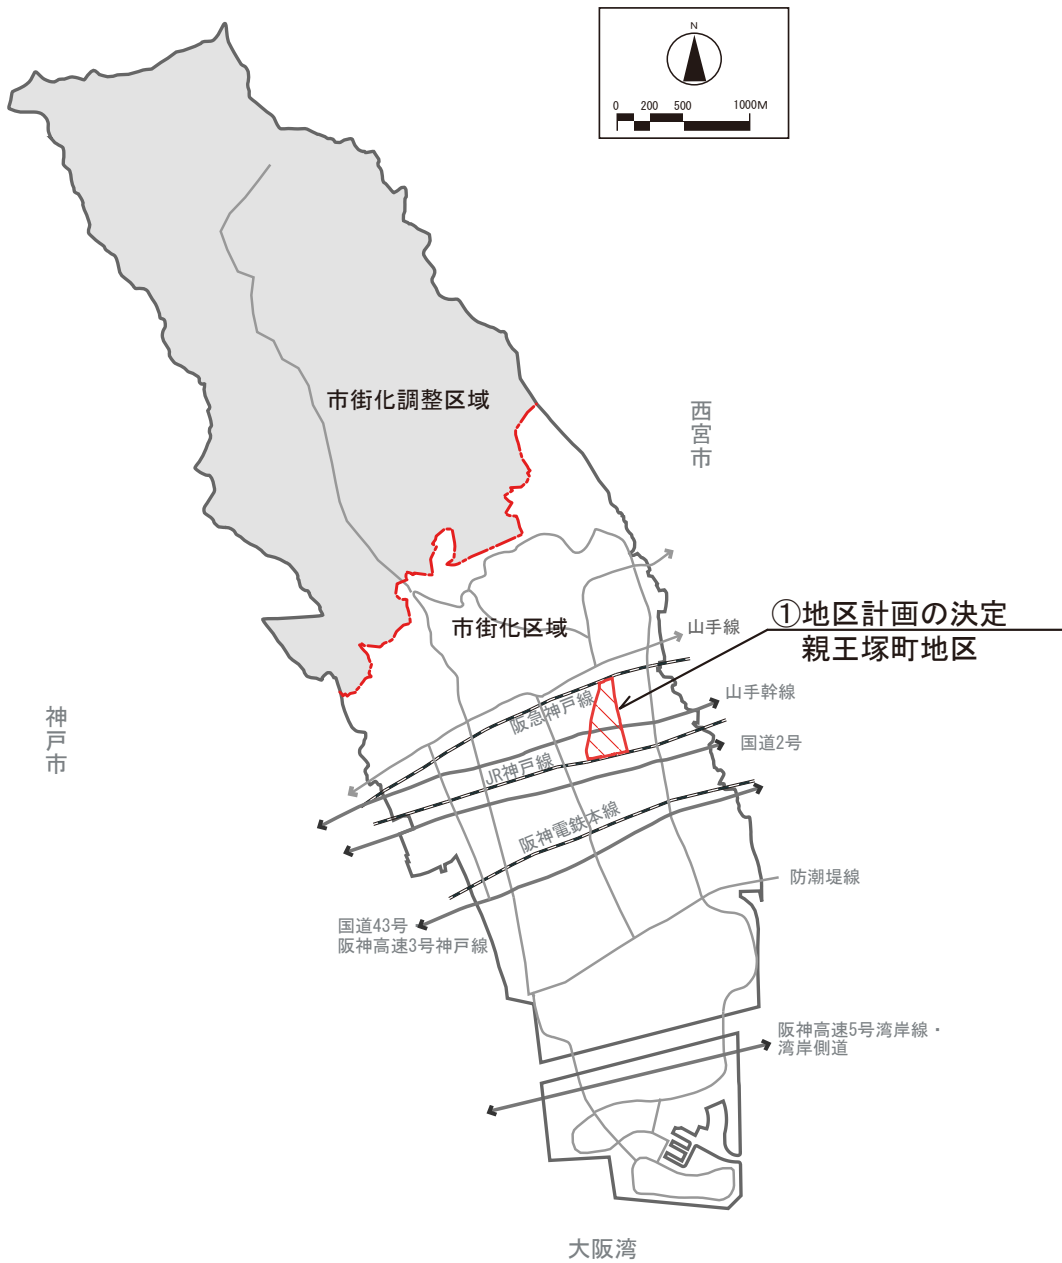 N
0 200 500 1000M
市街化調整区域
西宮市
①地区計画の決定
親王塚町地区
市街化区域
山手線
阪急神戸線
山手幹線
神戸市
国道2号
JR神戸線
阪神電鉄本線
防潮堤線
国道43号
阪神高速3号神戸線
阪神高速5号湾岸線・
湾岸側道
大阪湾